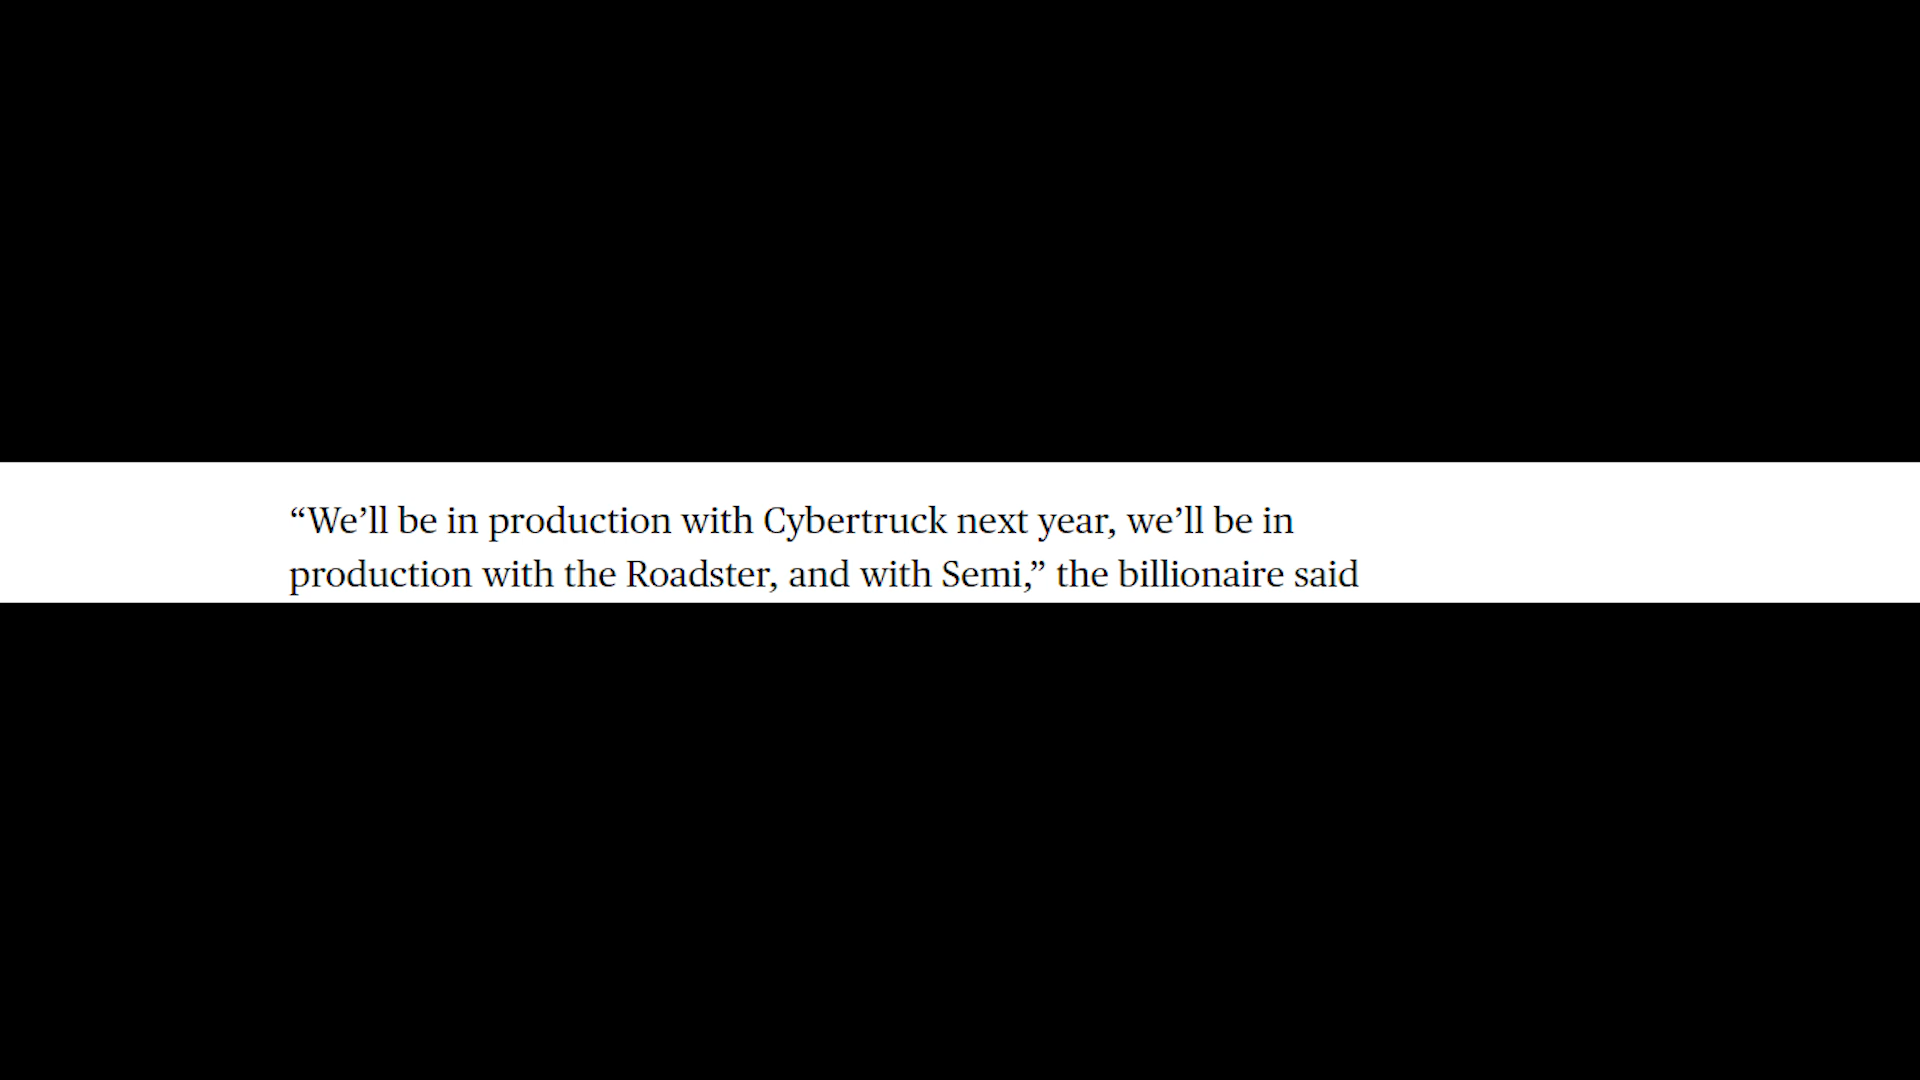 “We’ll be in production with Cybertruck next year, we’ll be in
production with the Roadster, and with Semi,” the billionaire said